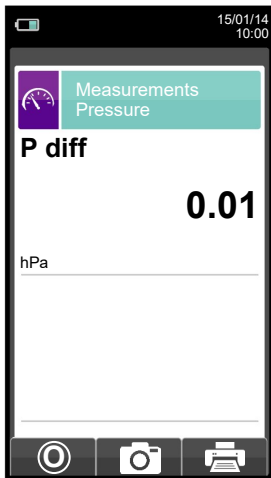 15/01/14
10:00
Measurements
Pressure
P diff
0.01
hPa